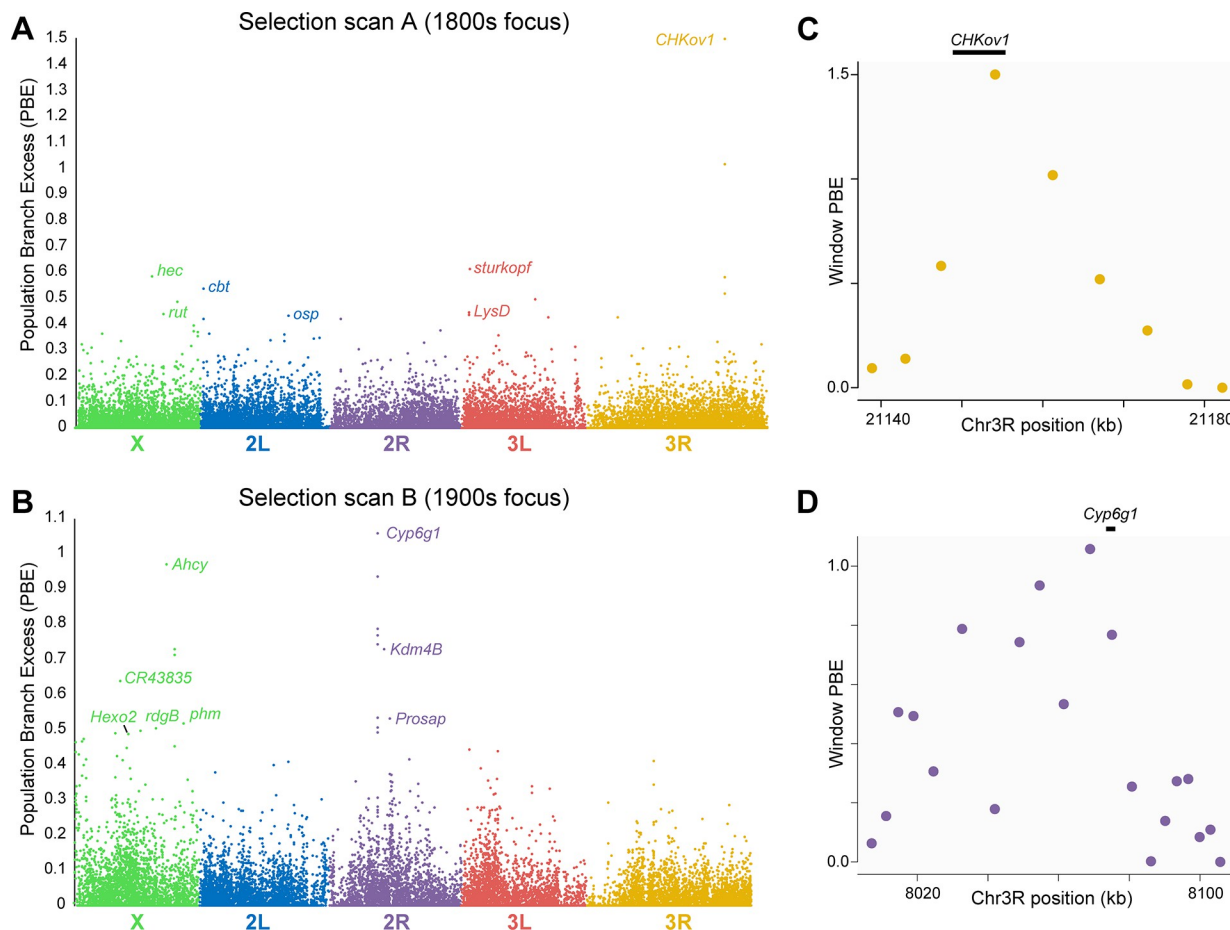 A
Selection scan A (1800s focus)
Population Branch Excess (PBE)
1.5
1.4
1.3
1.2
1.1
1
0.9
0.8
0.7
0.6
0.5
0.4
0.3
0.2
0.1
0
hec
rut
cbt
osp
sturkopf
LysD
CHKov1
X 2L 2R 3L 3R
C
CHKov1
Window PBE
1.5
0.0
21140 21180
Chr3R position (kb)
B
Selection scan B (1900s focus)
Population Branch Excess (PBE)
1.1
1
0.9
0.8
0.7
0.6
0.5
0.4
0.3
0.2
0.1
0
Ahcy
CR43835
Hexo2 rdgB phm
Cyp6g1
Kdm4B
Prosap
X 2L 2R 3L 3R
D
Cyp6g1
Window PBE
1.0
0.0
8020 8100
Chr3R position (kb)